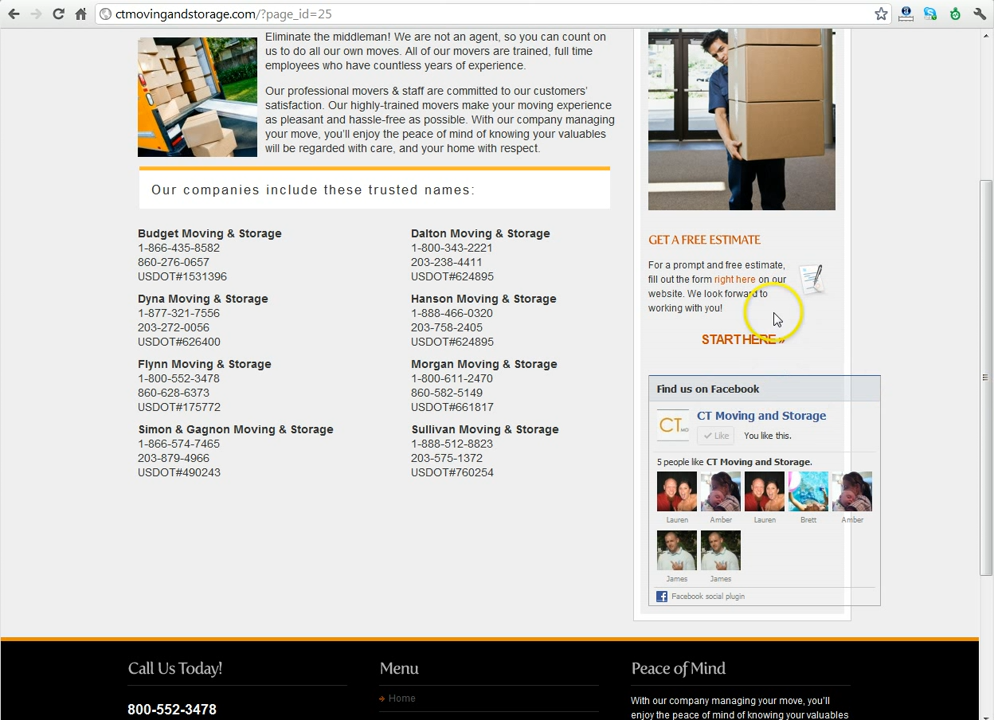 ctmovingandstorage.com/?page_id=25
Eliminate the middleman! We are not an agent, so you can count on
us to do all our own moves. All of our movers are trained, full time
employees who have countless years of experience.
Our professional movers & staff are committed to our customers'
satisfaction. Our highly-trained movers make your moving experience
as pleasant and hassle-free as possible. With our company managing
your move, you'll enjoy the peace of mind of knowing your valuables
will be regarded with care, and your home with respect.
Our companies include these trusted names:
Budget Moving & Storage
1-866-435-8582
860-276-0657
USDOT#1531396
Dyna Moving & Storage
1-877-321-7556
203-272-0056
USDOT#626400
Flynn Moving & Storage
1-800-552-3478
860-628-6373
USDOT#175772
Simon & Gagnon Moving & Storage
1-866-574-7465
203-879-4966
USDOT#490243
Dalton Moving & Storage
1-800-343-2221
203-238-4411
USDOT#624895
Hanson Moving & Storage
1-888-466-0320
203-758-2405
USDOT#624895
Morgan Moving & Storage
1-800-611-2470
860-582-5149
USDOT#661817
Sullivan Moving & Storage
1-888-512-8823
203-575-1372
USDOT#760254
GET A FREE ESTIMATE
For a prompt and free estimate,
fill out the form right here on our
website. We look forward to
working with you!
START HERE »
Find us on Facebook
CT
CT Moving and Storage
Like You like this.
5 people like CT Moving and Storage.
Lauren Amber Lauren Brett Amber
James James
Facebook social plugin
Call Us Today!
800-552-3478
Menu
Home
Peace of Mind
With our company managing your move, you'll
enjoy the peace of mind of knowing your valuables